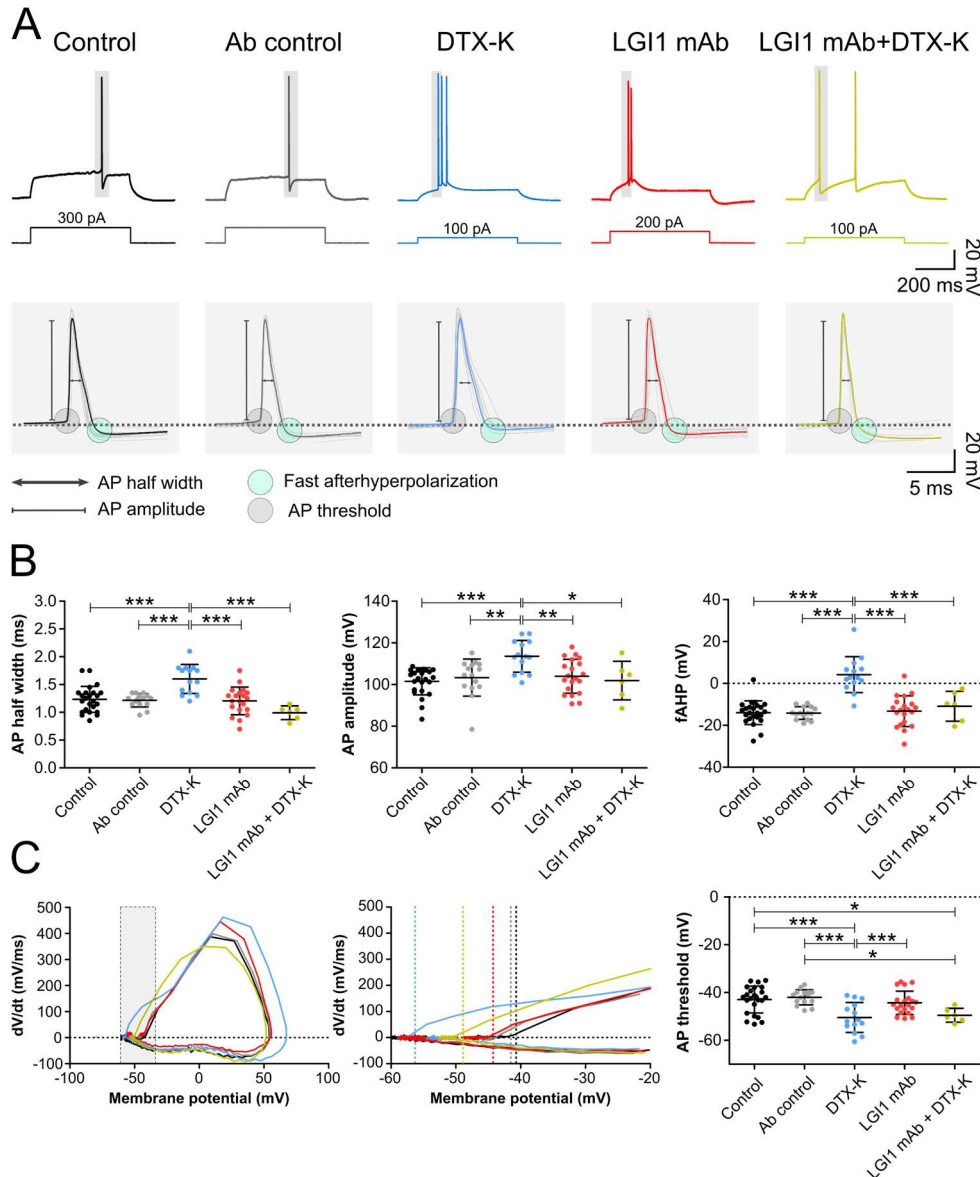 A
Control
Ab control
DTX-K
LGI1 mAb
LGI1 mAb+DTX-K
300 pA
100 pA
200 pA
100 pA
20 mV
200 ms
20 mV
5 ms
AP half width
Fast afterhyperpolarization
AP amplitude
AP threshold
B
AP half width (ms)
3.0
2.5
2.0
1.5
1.0
0.5
0.0
***
***
***
***
Control
Ab control
DTX-K
LGI1 mAb
LGI1 mAb + DTX-K
AP amplitude (mV)
140
120
100
80
60
***
*
**
**
Control
Ab control
DTX-K
LGI1 mAb
LGI1 mAb + DTX-K
fAHP (mV)
40
20
0
-20
-40
***
***
***
***
Control
Ab control
DTX-K
LGI1 mAb
LGI1 mAb + DTX-K
C
dV/dt (mV/ms)
500
400
300
200
100
0
-100
-100
-50
0
50
100
Membrane potential (mV)
dV/dt (mV/ms)
500
400
300
200
100
0
-100
-60
-50
-40
-30
-20
Membrane potential (mV)
AP threshold (mV)
0
-20
-40
-60
*
***
***
***
*
Control
Ab control
DTX-K
LGI1 mAb
LGI1 mAb + DTX-K